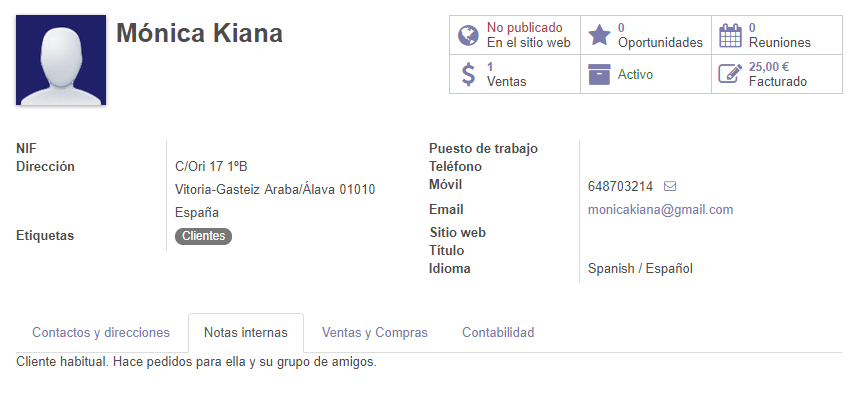 Mónica Kiana
No publicado
En el sitio web
0
Oportunidades
0
Reuniones
1
Ventas
Activo
25,00 €
Facturado
NIF
Dirección
C/Ori 17 1ºB
Vitoria-Gasteiz Araba/Álava 01010
España
Etiquetas
Clientes
Puesto de trabajo
Teléfono
Móvil
648703214
Email
monicakiana@gmail.com
Sitio web
Título
Idioma
Spanish / Español
Contactos y direcciones
Notas internas
Ventas y Compras
Contabilidad
Cliente habitual. Hace pedidos para ella y su grupo de amigos.